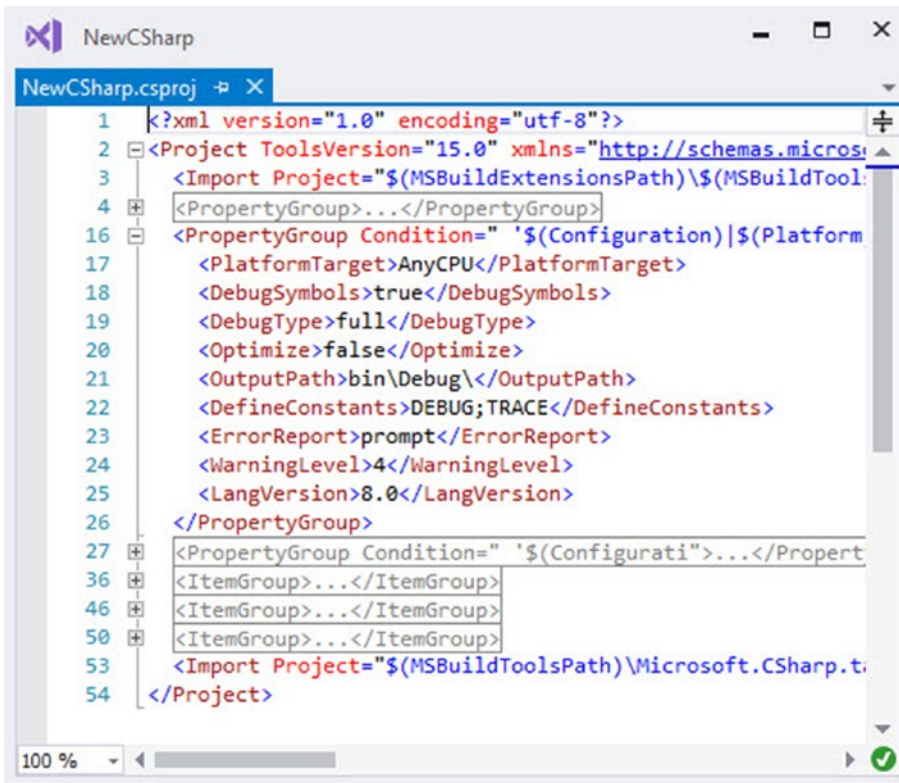 NewCSharp
NewCSharp.csproj
1 <?xml version="1.0" encoding="utf-8"?>
2 <Project ToolsVersion="15.0" xmlns="http://schemas.micros
3 <Import Project="$(MSBuildExtensionsPath)\$(MSBuildTool
4 <PropertyGroup>...</PropertyGroup>
16 <PropertyGroup Condition=" '$(Configuration)|$(Platform
17 <PlatformTarget>AnyCPU</PlatformTarget>
18 <DebugSymbols>true</DebugSymbols>
19 <DebugType>full</DebugType>
20 <Optimize>false</Optimize>
21 <OutputPath>bin\Debug\</OutputPath>
22 <DefineConstants>DEBUG;TRACE</DefineConstants>
23 <ErrorReport>prompt</ErrorReport>
24 <WarningLevel>4</WarningLevel>
25 <LangVersion>8.0</LangVersion>
26 </PropertyGroup>
27 <PropertyGroup Condition=" '$(Configurati">...</Propert
36 <ItemGroup>...</ItemGroup>
46 <ItemGroup>...</ItemGroup>
50 <ItemGroup>...</ItemGroup>
53 <Import Project="$(MSBuildToolsPath)\Microsoft.CSharp.ta
54 </Project>
100 %